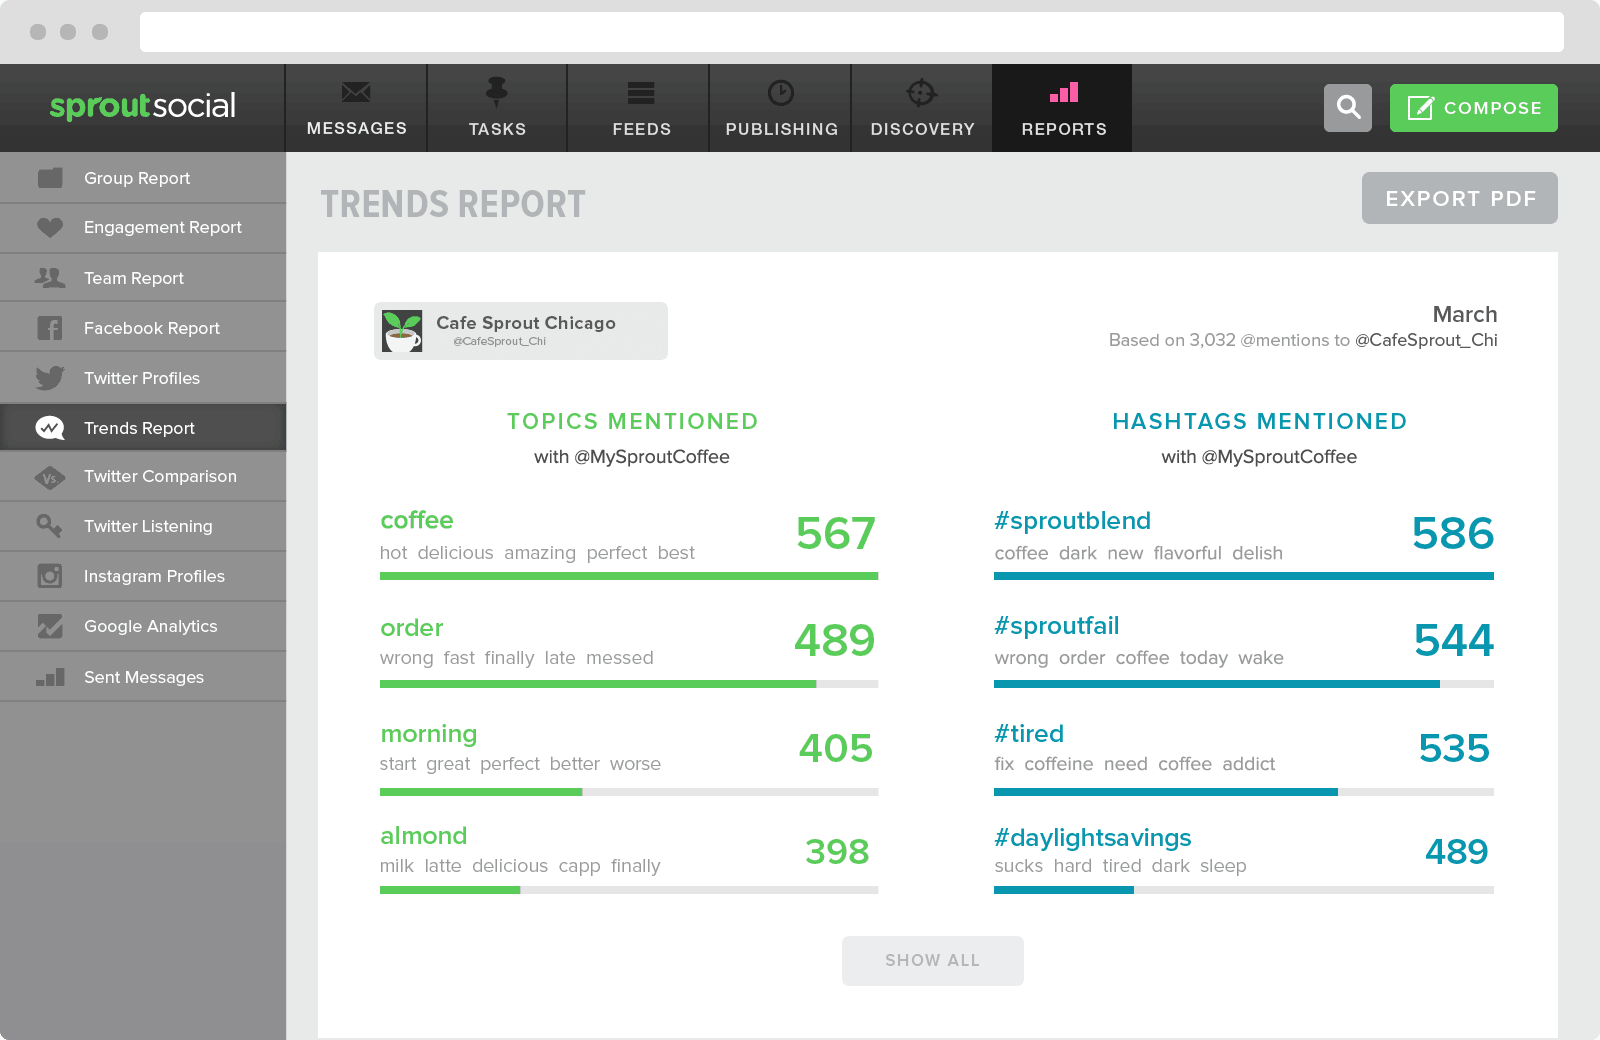 sproutsocial
MESSAGES
TASKS
FEEDS
PUBLISHING
DISCOVERY
REPORTS
COMPOSE
Group Report
Engagement Report
Team Report
Facebook Report
Twitter Profiles
Trends Report
Vs.
Twitter Comparison
Twitter Listening
Instagram Profiles
Google Analytics
Sent Messages
TRENDS REPORT
EXPORT PDF
Cafe Sprout Chicago
@CafeSprout_Chi
March
Based on 3,032 @mentions to @CafeSprout_Chi
TOPICS MENTIONED
with @MySproutCoffee
coffee
567
hot delicious amazing perfect best
order
489
wrong fast finally late messed
morning
405
start great perfect better worse
almond
398
milk latte delicious capp finally
HASHTAGS MENTIONED
with @MySproutCoffee
#sproutblend
586
coffee dark new flavorful delish
#sproutfail
544
wrong order coffee today wake
#tired
535
fix coffeine need coffee addict
#daylightsavings
489
sucks hard tired dark sleep
SHOW ALL